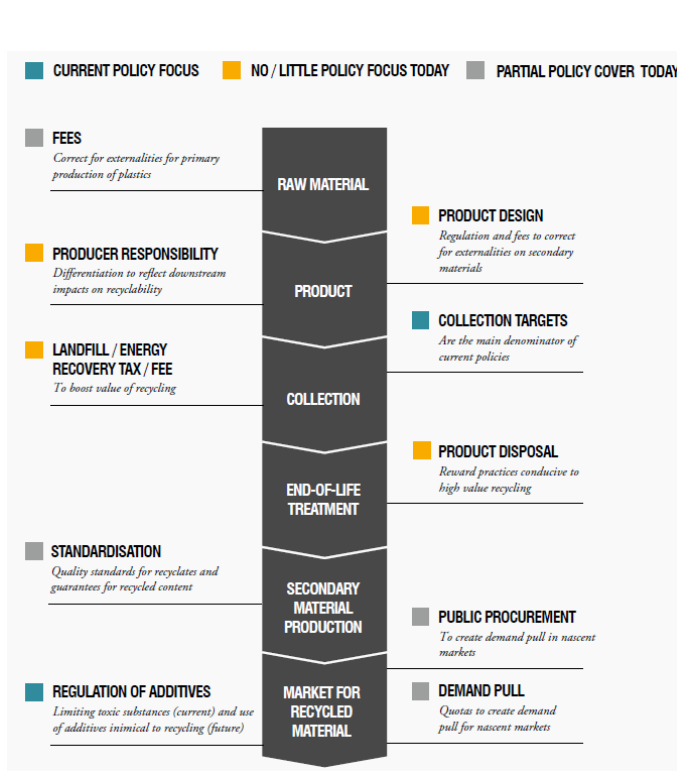 CURRENT POLICY FOCUS
NO / LITTLE POLICY FOCUS TODAY
PARTIAL POLICY COVER TODAY
FEES
Correct for externalities for primary
production of plastics
RAW MATERIAL
PRODUCT DESIGN
Regulation and fees to correct
for externalities on secondary
materials
PRODUCER RESPONSIBILITY
Differentiation to reflect downstream
impacts on recyclability
PRODUCT
COLLECTION TARGETS
Are the main denominator of
current policies
LANDFILL / ENERGY
RECOVERY TAX / FEE
To boost value of recycling
COLLECTION
PRODUCT DISPOSAL
Reward practices conducive to
high value recycling
END-OF-LIFE
TREATMENT
STANDARDISATION
Quality standards for recyclates and
guarantees for recycled content
SECONDARY
MATERIAL
PRODUCTION
PUBLIC PROCUREMENT
To create demand pull in nascent
markets
REGULATION OF ADDITIVES
Limiting toxic substances (current) and use
of additives inimical to recycling (future)
MARKET FOR
RECYCLED
MATERIAL
DEMAND PULL
Quotas to create demand
pull for nascent markets